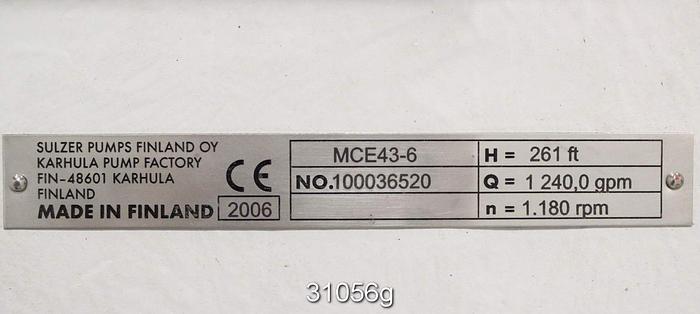 SULZER PUMPS FINLAND OY
KARHULA PUMP FACTORY
FIN-48601 KARHULA
FINLAND
MADE IN FINLAND 2006
CE
MCE43-6
NO.100036520
H = 261 ft
Q = 1 240,0 gpm
n = 1.180 rpm
31056g